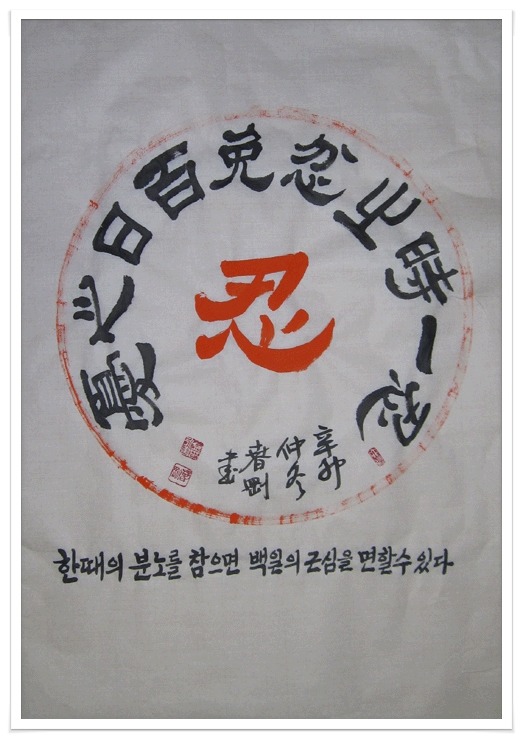 忍一時之忿免百日之憂
忍
辛卯
仲冬
書
한때의 분노를 참으면 백일의 근심을 면할수 있다